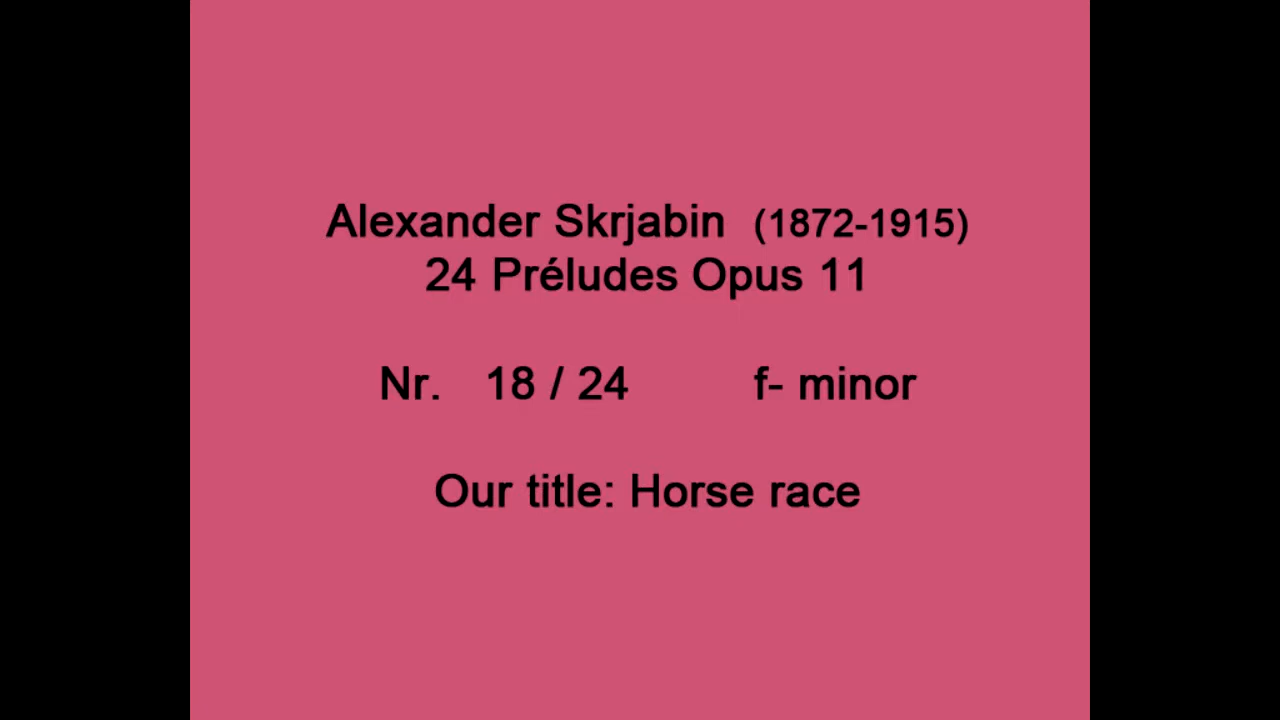 Alexander Skrjabin (1872-1915)
24 Préludes Opus 11
Nr. 18 / 24 f- minor
Our title: Horse race